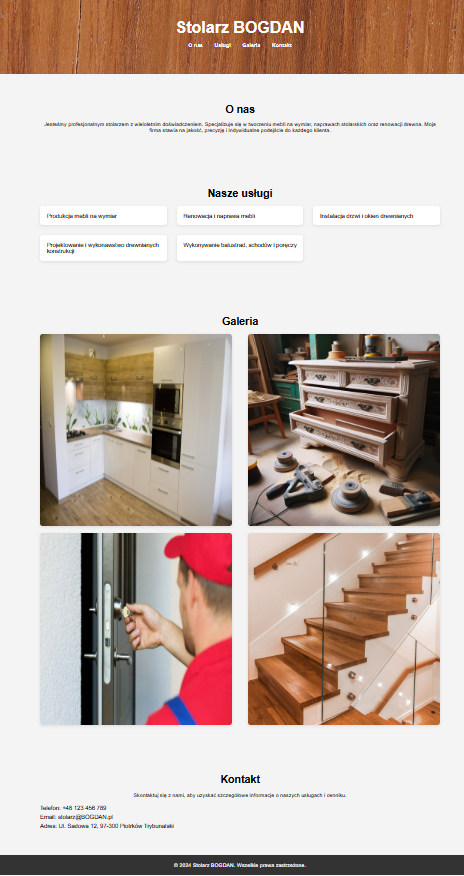 Stolarz BOGDAN
O nas Usługi Galeria Kontakt
O nas
Jesteśmy profesjonalnym stolarzem z wieloletnim doświadczeniem. Specjalizuje się w tworzeniu mebli na wymiar, naprawach stolarskich oraz renowacji drewna. Moja
firma stawia na jakość, precyzję i indywidualne podejście do każdego klienta.
Nasze usługi
Produkcja mebli na wymiar
Renowacja i naprawa mebli
Instalacja drzwi i okien drewnianych
Projektowanie i wykonawstwo drewnianych
konstrukcji
Wykonywanie balustrad, schodów i poręczy
Galeria
Kontakt
Skontaktuj się z nami, aby uzyskać szczegółowe informacje o naszych usługach i cenniku.
Telefon: +48 123 456 789
Email: stolarz@BOGDAN.pl
Adres: Ul. Sadowa 12, 97-300 Piotrków Trybunalski
© 2024 Stolarz BOGDAN. Wszelkie prawa zastrzeżone.